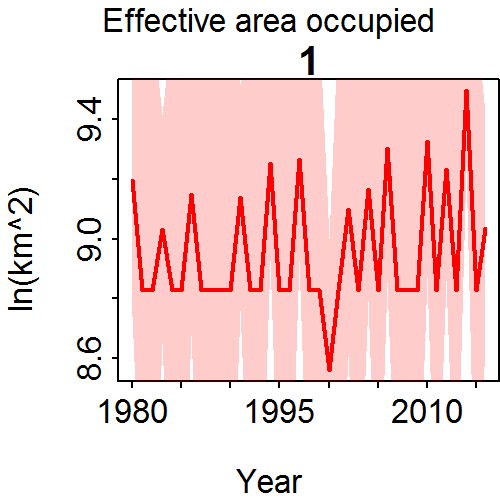 Effective area occupied
1
ln(km^2)
9.4
9.0
8.6
1980 1995 2010
Year